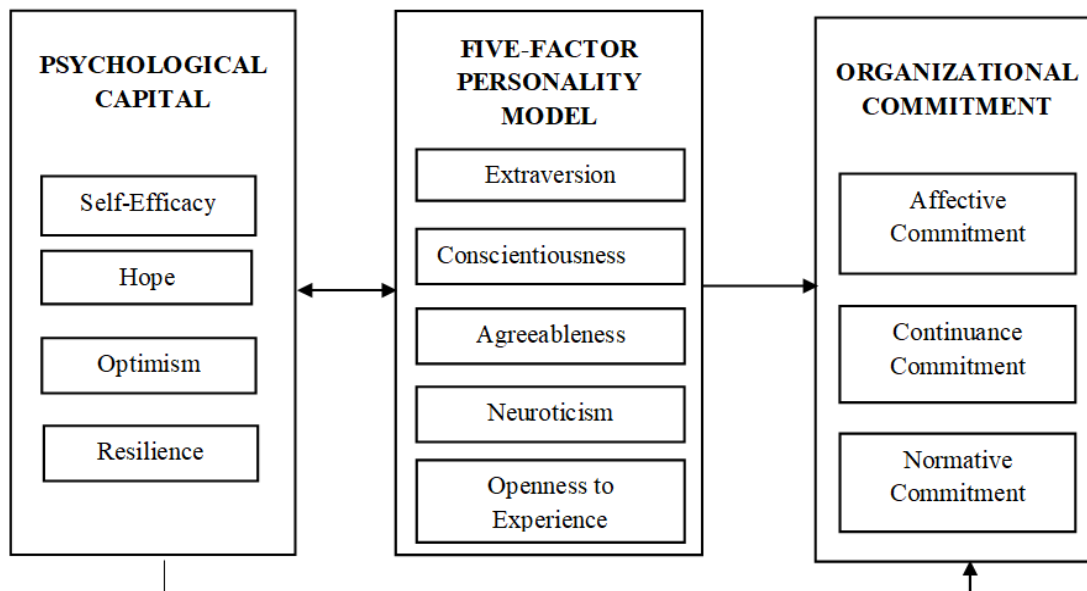 PSYCHOLOGICAL
CAPITAL
Self-Efficacy
Hope
Optimism
Resilience
FIVE-FACTOR
PERSONALITY
MODEL
Extraversion
Conscientiousness
Agreeableness
Neuroticism
Openness to
Experience
ORGANIZATIONAL
COMMITMENT
Affective
Commitment
Continuance
Commitment
Normative
Commitment